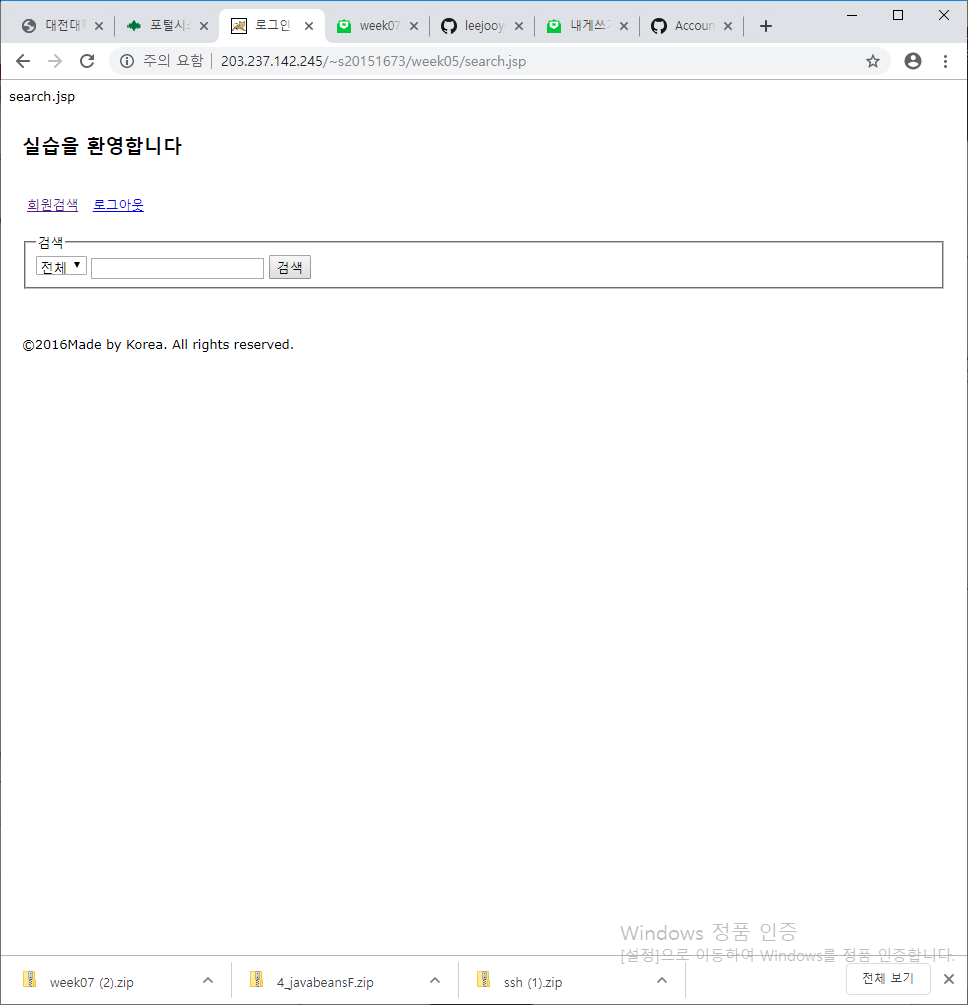 대전대학 포털시스 로그인 week07 leejooy 내게쓰기 Accoun
주의 요함 203.237.142.245/~s20151673/week05/search.jsp
search.jsp
실습을 환영합니다
회원검색 로그아웃
검색
전체 검색
©2016Made by Korea. All rights reserved.
Windows 정품 인증
[설정]으로 이동하여 Windows를 정품 인증합니다.
week07 (2).zip 4_javabeansF.zip ssh (1).zip 전체 보기